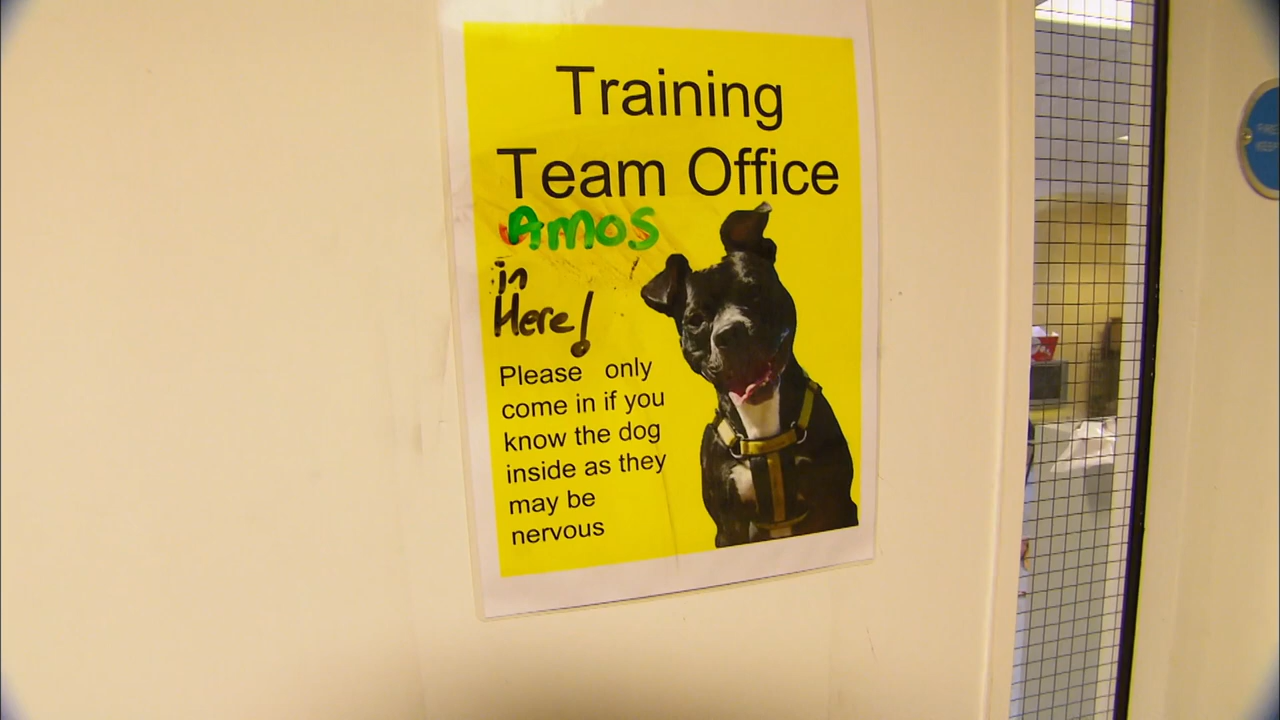 Training
Team Office
AMOS
in
Here!
Please only
come in if you
know the dog
inside as they
may be
nervous